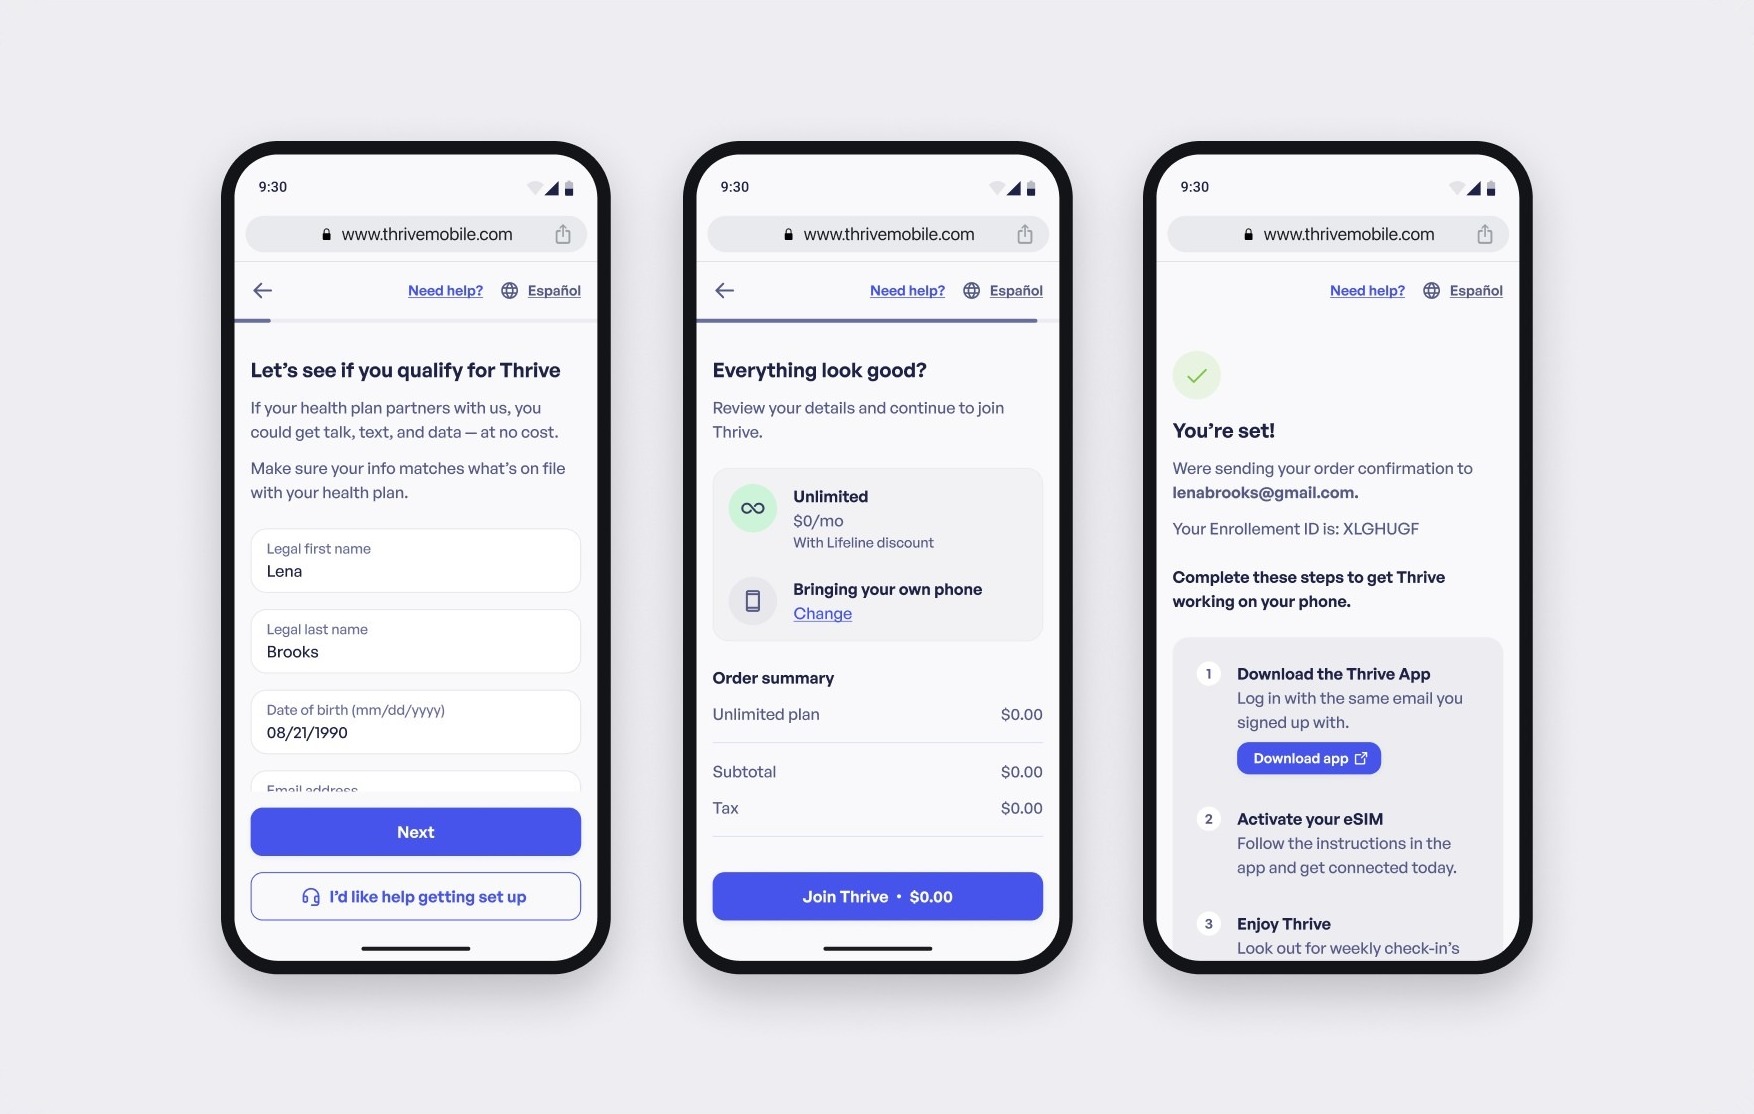 9:30
www.thrivemobile.com
Need help?
Español
Let's see if you qualify for Thrive
If your health plan partners with us, you
could get talk, text, and data — at no cost.
Make sure your info matches what's on file
with your health plan.
Legal first name
Lena
Legal last name
Brooks
Date of birth (mm/dd/yyyy)
08/21/1990
Email address
Next
I'd like help getting set up
9:30
www.thrivemobile.com
Need help?
Español
Everything look good?
Review your details and continue to join
Thrive.
Unlimited
$0/mo
With Lifeline discount
Bringing your own phone
Change
Order summary
Unlimited plan $0.00
Subtotal $0.00
Tax $0.00
Join Thrive • $0.00
9:30
www.thrivemobile.com
Need help?
Español
You're set!
Were sending your order confirmation to
lenabrooks@gmail.com.
Your Enrollement ID is: XLGHUGF
Complete these steps to get Thrive
working on your phone.
1 Download the Thrive App
Log in with the same email you
signed up with.
Download app
2 Activate your eSIM
Follow the instructions in the
app and get connected today.
3 Enjoy Thrive
Look out for weekly check-in's